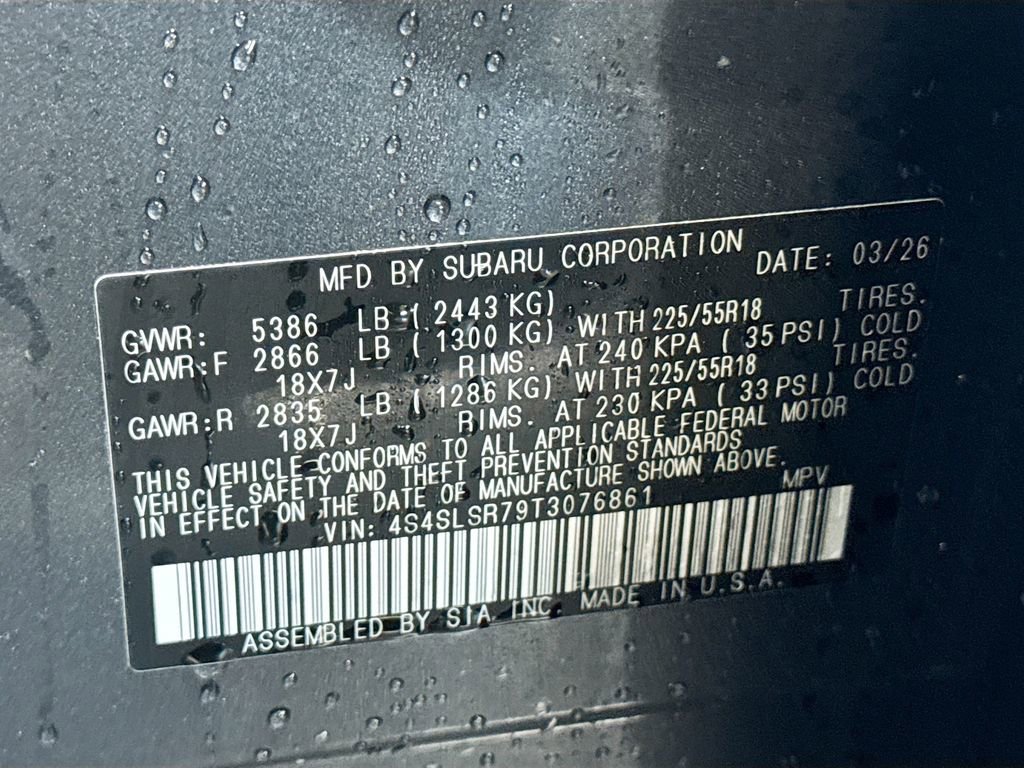 MFD BY SUBARU CORPORATION DATE: 03/26
GVWR: 5386 LB ( 2443 KG)
GAWR:F 2866 LB ( 1300 KG) WITH 225/55R18 TIRES.
18X7J RIMS. AT 240 KPA ( 35 PSI) COLD
GAWR:R 2835 LB ( 1286 KG) WITH 225/55R18 TIRES.
18X7J RIMS. AT 230 KPA ( 33 PSI) COLD
THIS VEHICLE CONFORMS TO ALL APPLICABLE FEDERAL MOTOR
VEHICLE SAFETY AND THEFT PREVENTION STANDARDS
IN EFFECT ON THE DATE OF MANUFACTURE SHOWN ABOVE.
VIN: 4S4SLSR79T3076861 MPV
ASSEMBLED BY SIA INC. MADE IN U.S.A.